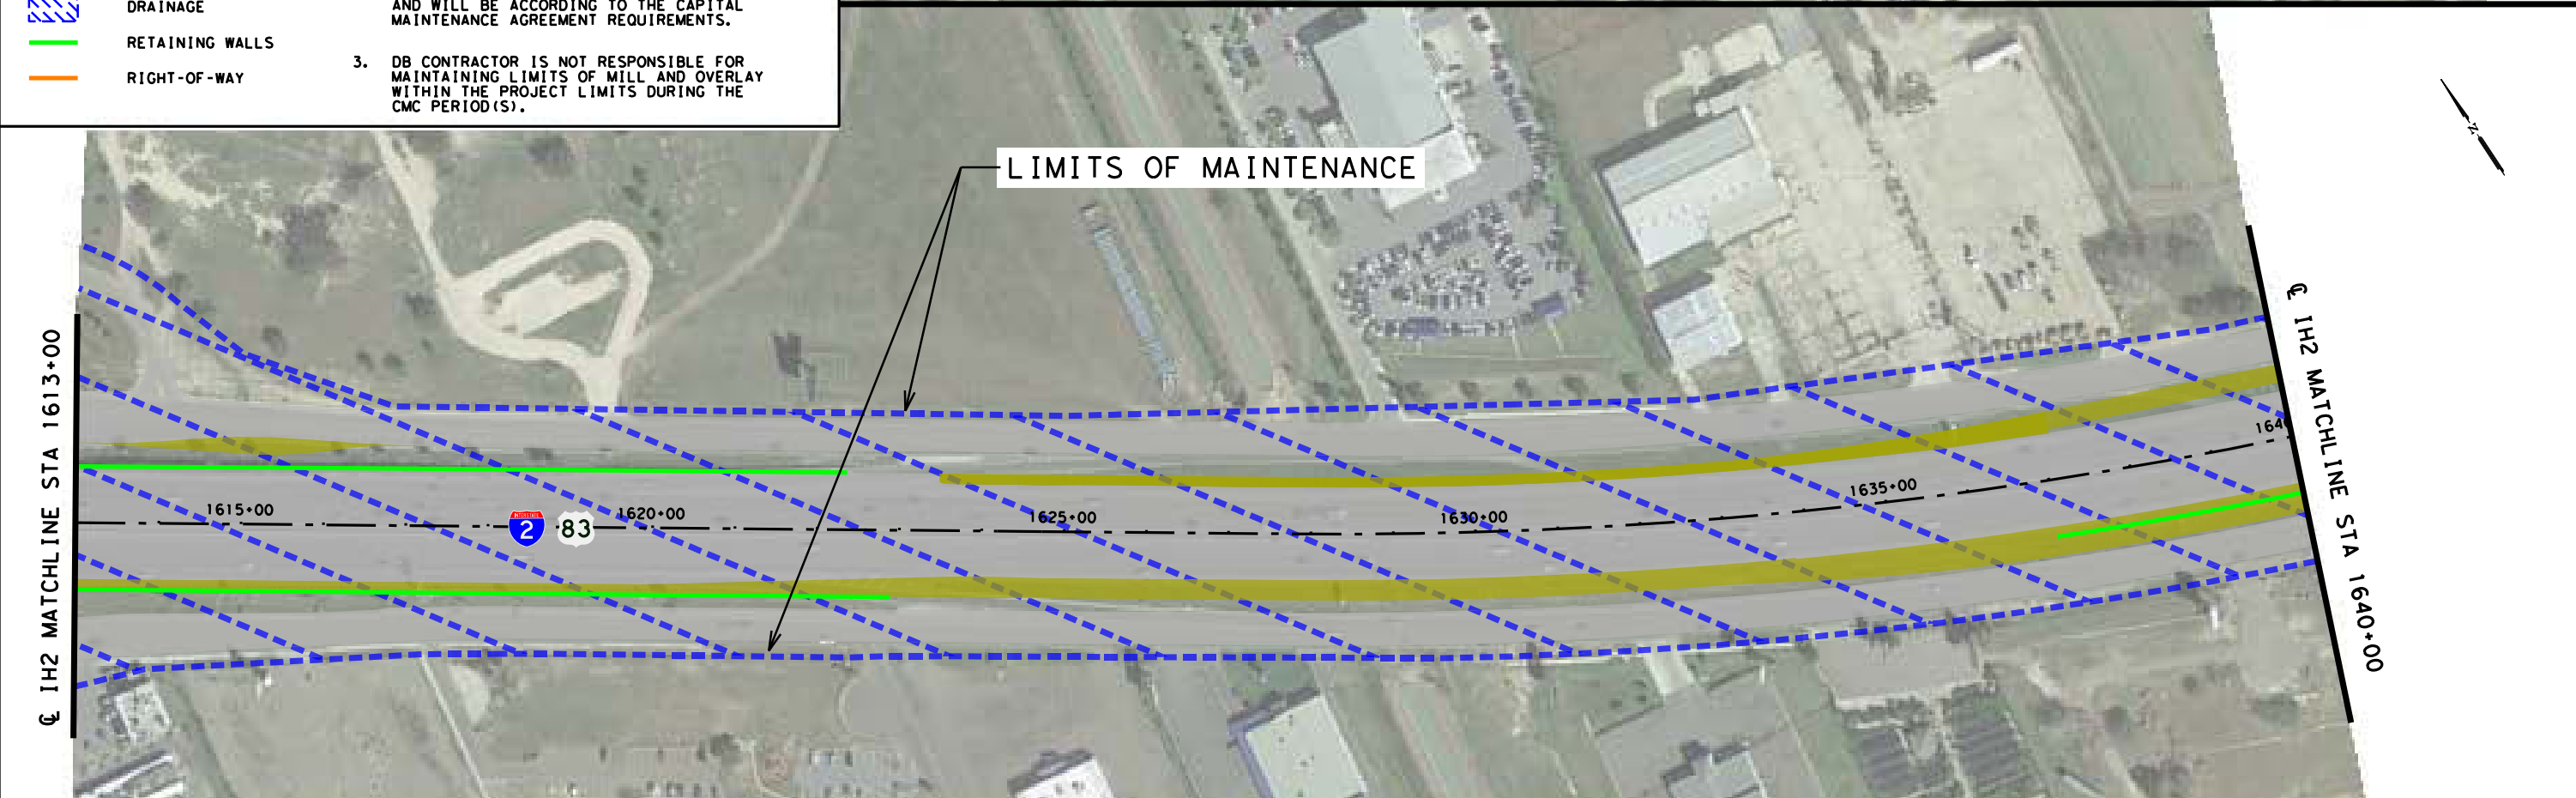 DRAINAGE
RETAINING WALLS
RIGHT-OF-WAY
AND WILL BE ACCORDING TO THE CAPITAL
MAINTENANCE AGREEMENT REQUIREMENTS.
3. DB CONTRACTOR IS NOT RESPONSIBLE FOR
MAINTAINING LIMITS OF MILL AND OVERLAY
WITHIN THE PROJECT LIMITS DURING THE
CMC PERIOD(S).
LIMITS OF MAINTENANCE
℄ IH2 MATCHLINE STA 1613+00
1615+00
INTERSTATE
2
83
1620+00
1625+00
1630+00
1635+00
164
℄ IH2 MATCHLINE STA 1640+00
N